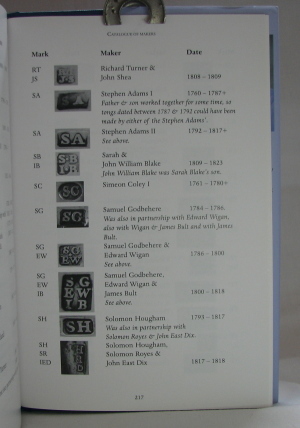 CATALOGUE OF MAKERS
Mark Maker Date
RT Richard Turner &
JS John Shea 1808 – 1809
SA Stephen Adams I 1760 – 1787+
Father & son worked together for some time, so
tongs dated between 1787 & 1792 could have been
made by either of the Stephen Adams'.
SA Stephen Adams II 1792 – 1817+
See above.
SB Sarah &
IB John William Blake 1809 – 1823
John William Blake was Sarah Blake's son.
SC Simeon Coley I 1761 – 1780+
SG Samuel Godbehere 1784 – 1786.
Was also in partnership with Edward Wigan,
also with Wigan & James Bult and with James
Bult.
SG Samuel Godbehere &
EW Edward Wigan 1786 – 1800
See above.
SG Samuel Godbehere,
EW Edward Wigan &
IB James Bult 1800 – 1818
See above.
SH Solomon Hougham 1793 – 1817
Was also in partnership with
Solomon Royes & John East Dix.
SH Solomon Hougham,
SR Solomon Royes &
IED John East Dix 1817 – 1818
217